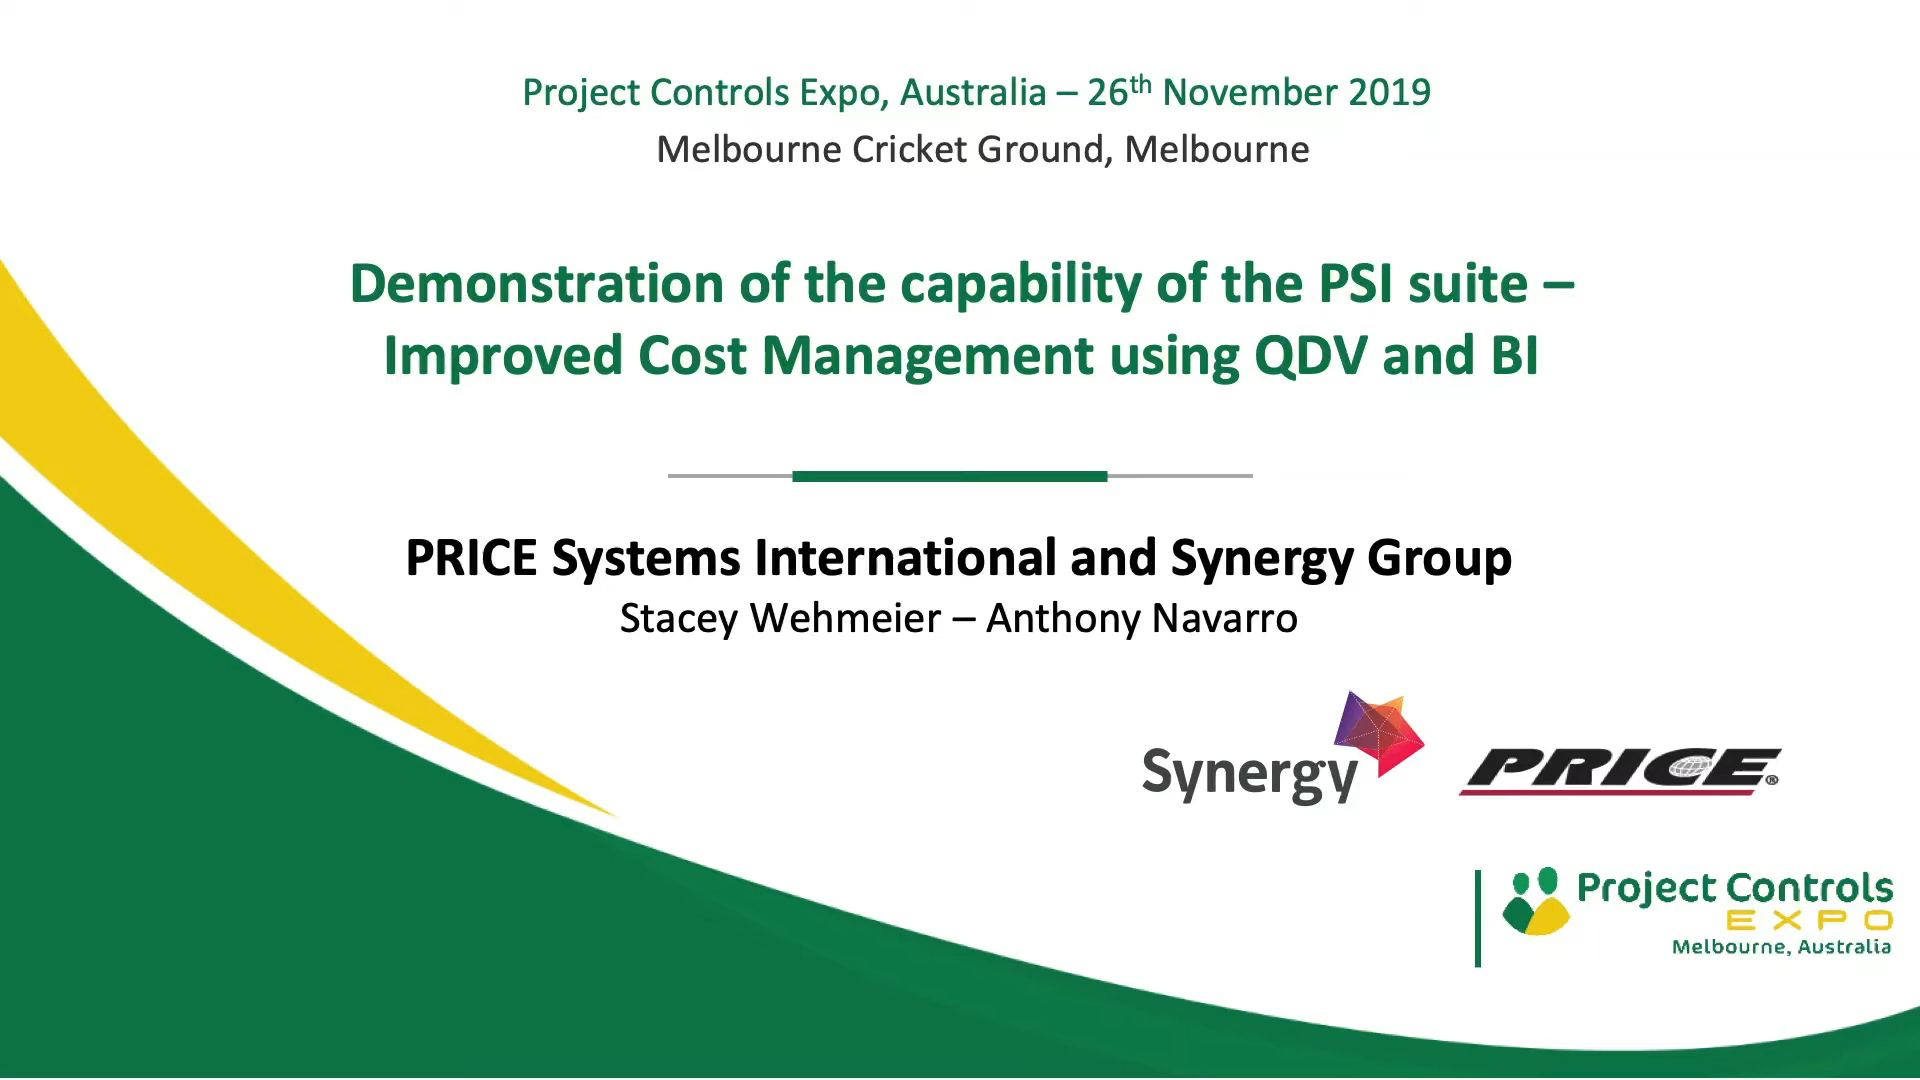 Project Controls Expo, Australia – 26th November 2019
Melbourne Cricket Ground, Melbourne
Demonstration of the capability of the PSI suite –
Improved Cost Management using QDV and BI
PRICE Systems International and Synergy Group
Stacey Wehmeier – Anthony Navarro
Synergy
PRICE®
Project Controls
EXPO
Melbourne, Australia